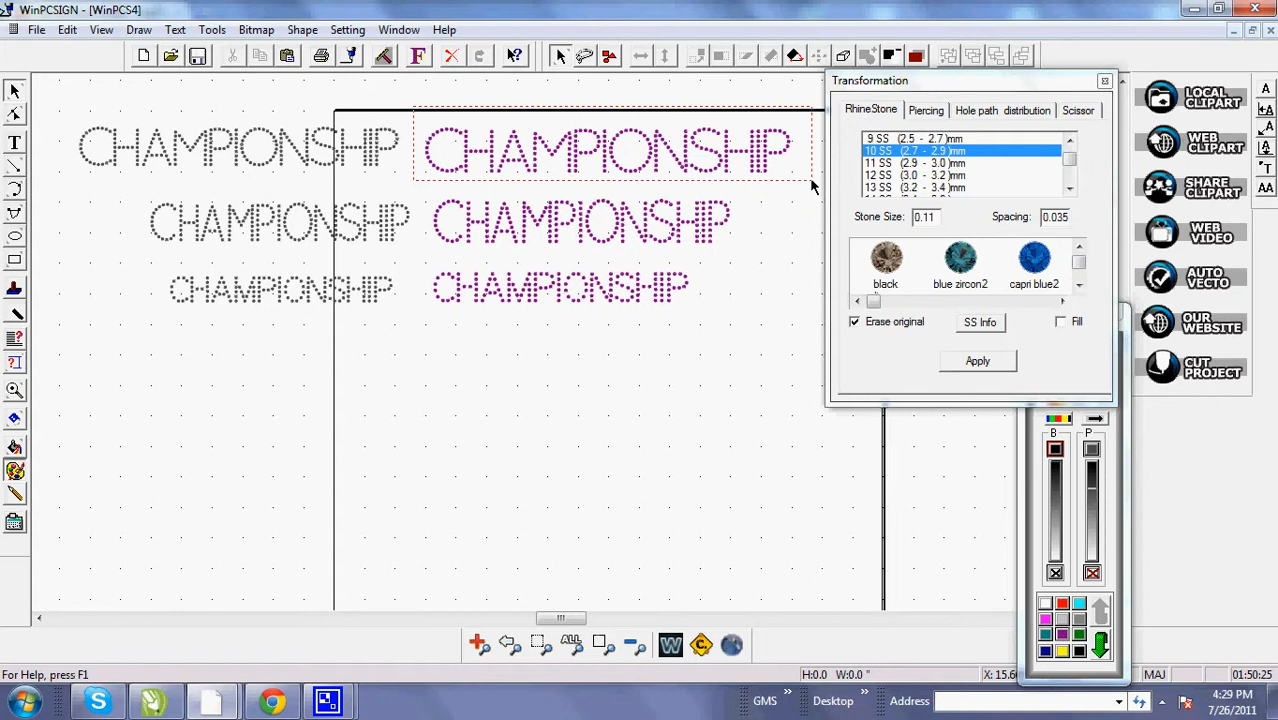 WinPCSIGN - [WinPCS4]
File Edit View Draw Text Tools Bitmap Shape Setting Window Help
Transformation
RhineStone Piercing Hole path distribution Scissor
9 SS (2.5 - 2.7)mm
10 SS (2.7 - 2.9)mm
11 SS (2.9 - 3.0)mm
12 SS (3.0 - 3.2)mm
13 SS (3.2 - 3.4)mm
Stone Size: 0.11 Spacing: 0.035
black blue zircon2 capri blue2
Erase original SS Info Fill
Apply
CHAMPIONSHIP CHAMPIONSHIP
CHAMPIONSHIP CHAMPIONSHIP
CHAMPIONSHIP CHAMPIONSHIP
LOCAL CLIPART
WEB CLIPART
SHARE CLIPART
WEB VIDEO
AUTO VECTO
OUR WEBSITE
CUT PROJECT
B P
ALL W C
For Help, press F1 H:0.0 W:0.0 " X: 15.6 MAJ 01:50:25
GMS Desktop Address
4:29 PM
7/26/2011